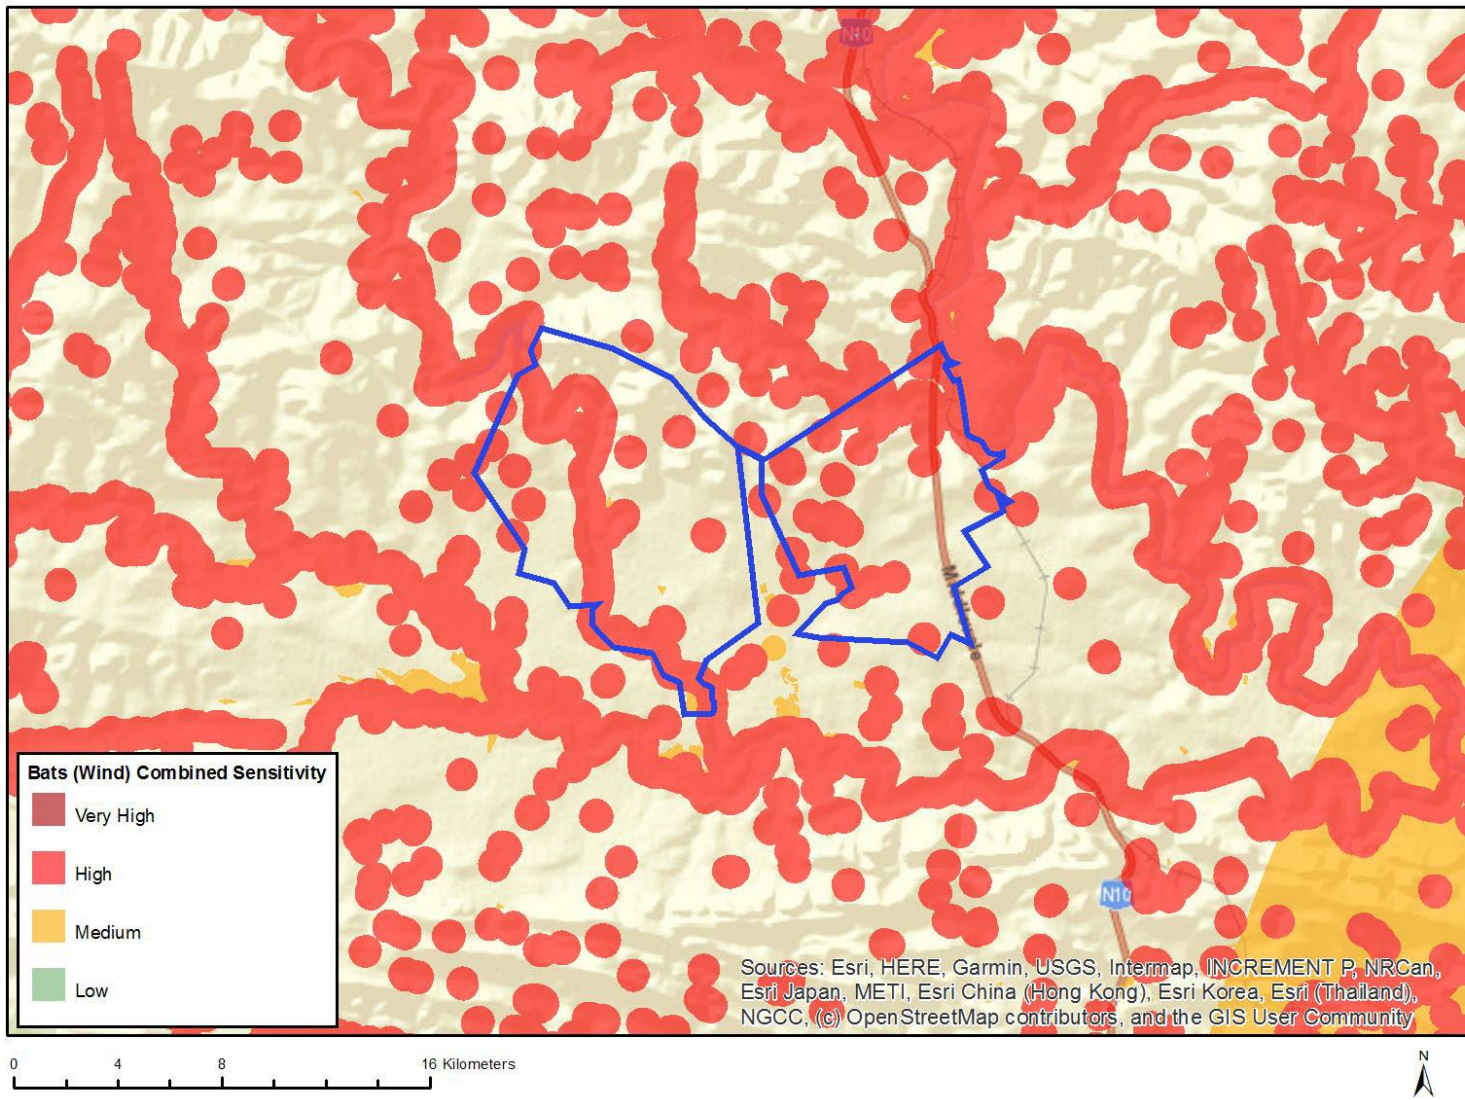 N10
Middleburg
N10
Bats (Wind) Combined Sensitivity
Very High
High
Medium
Low
Sources: Esri, HERE, Garmin, USGS, Intermap, INCREMENT P, NRCan,
Esri Japan, METI, Esri China (Hong Kong), Esri Korea, Esri (Thailand),
NGCC, (c) OpenStreetMap contributors, and the GIS User Community
0
4
8
16 Kilometers
N